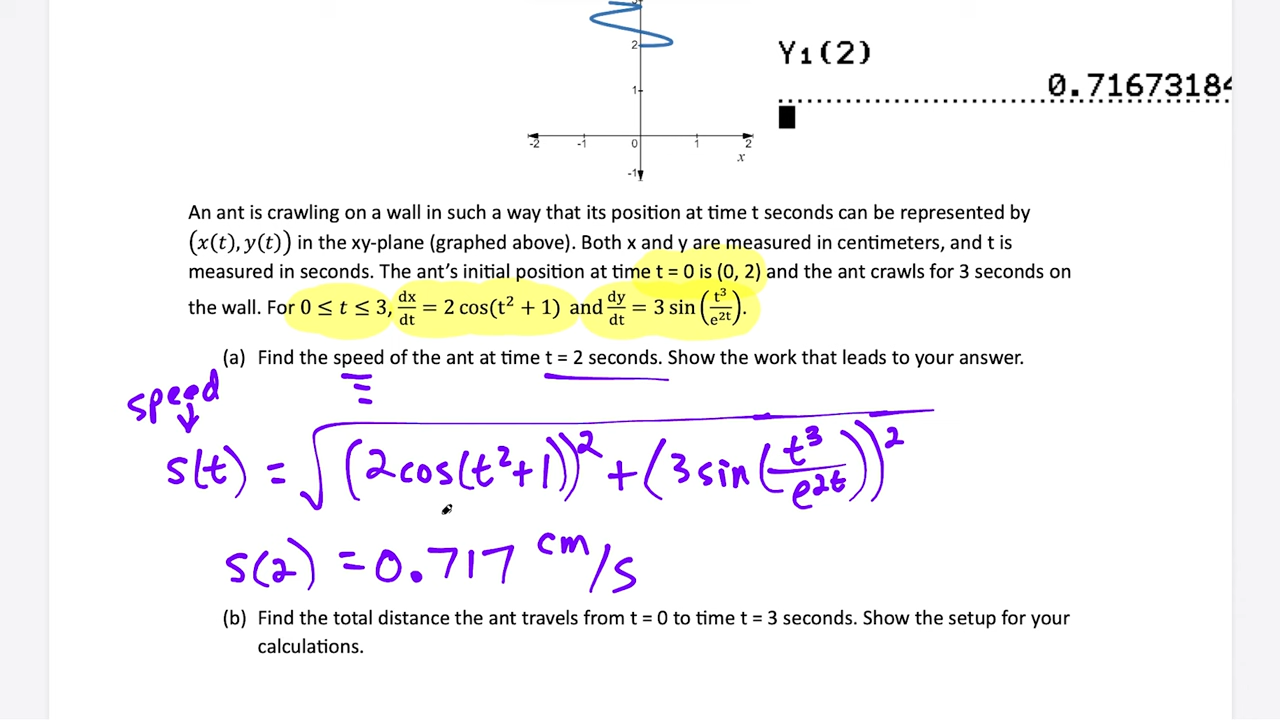 2
Y₁(2)
0.71673184
1
-2 -1 0 1 2
x
-1
An ant is crawling on a wall in such a way that its position at time t seconds can be represented by
(x(t), y(t)) in the xy-plane (graphed above). Both x and y are measured in centimeters, and t is
measured in seconds. The ant's initial position at time t = 0 is (0, 2) and the ant crawls for 3 seconds on
the wall. For 0 ≤ t ≤ 3, dx/dt = 2 cos(t² + 1) and dy/dt = 3 sin(t³/e²ᵗ).
(a) Find the speed of the ant at time t = 2 seconds. Show the work that leads to your answer.
speed
s(t) = √((2cos(t²+1))² + (3sin(t³/e²ᵗ))²)
s(2) = 0.717 cm/s
(b) Find the total distance the ant travels from t = 0 to time t = 3 seconds. Show the setup for your
calculations.